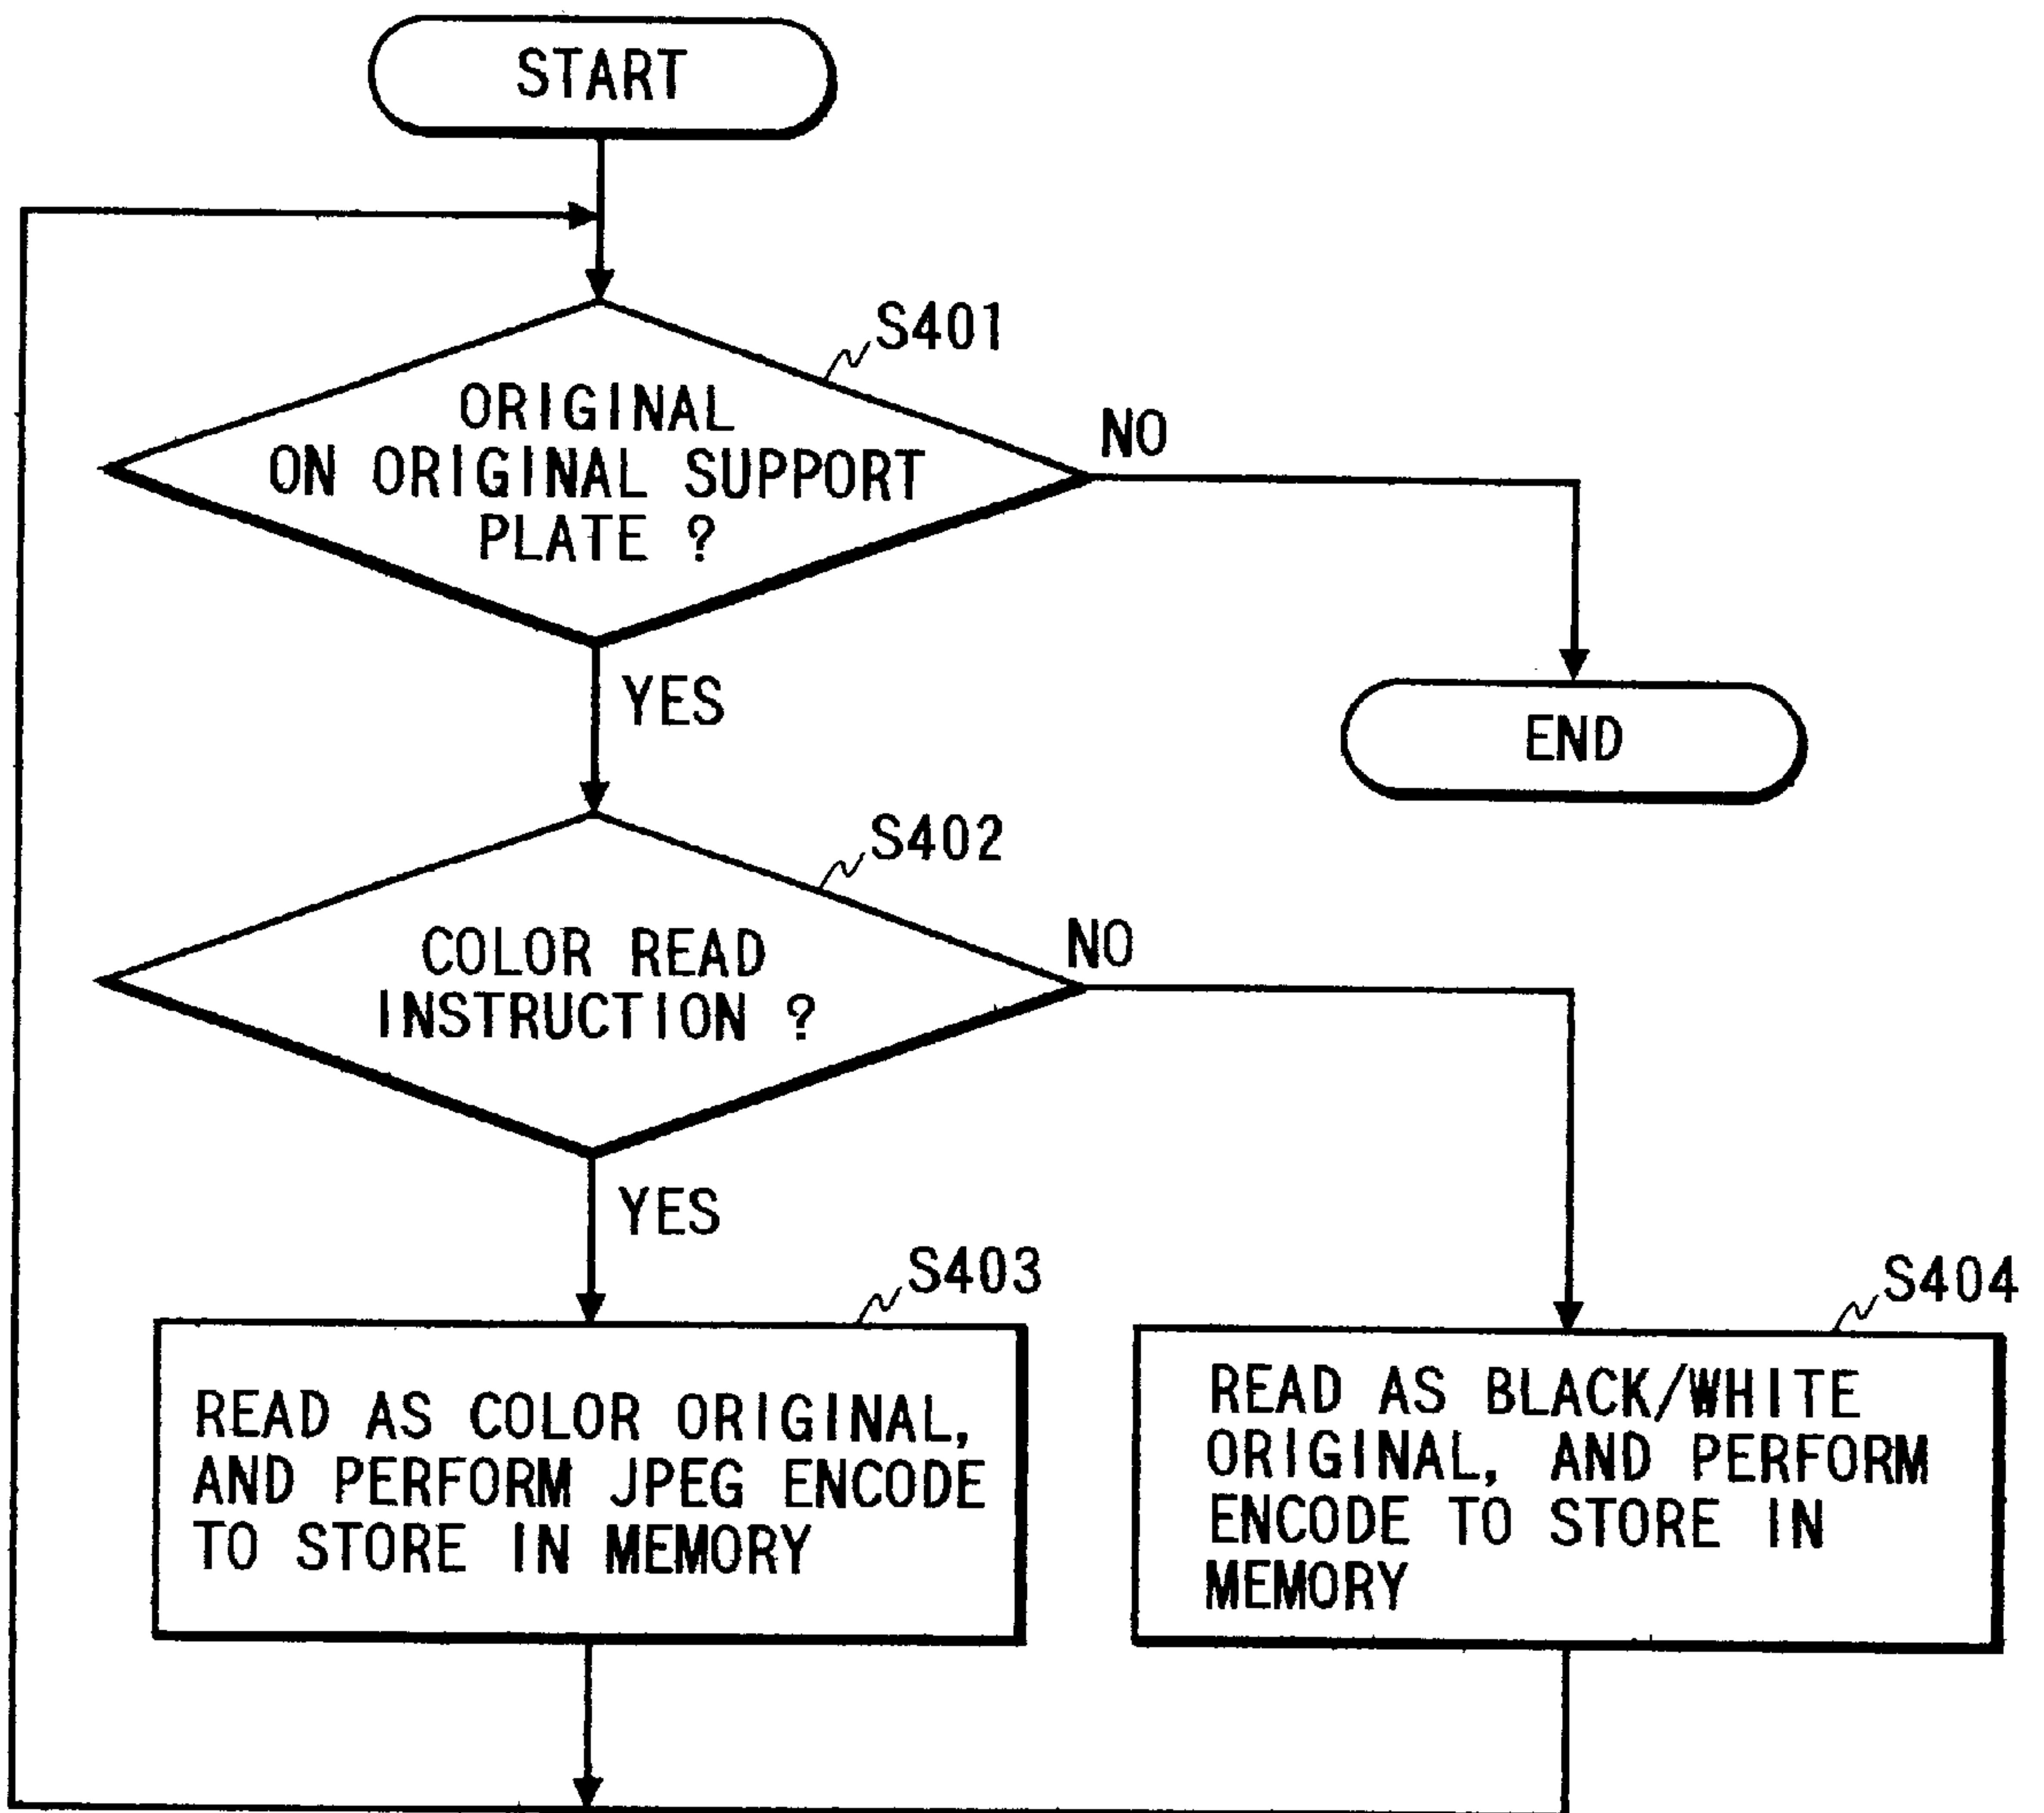 START
S401
ORIGINAL
ON ORIGINAL SUPPORT
PLATE ?
NO
YES
END
S402
COLOR READ
INSTRUCTION ?
NO
YES
S403
READ AS COLOR ORIGINAL,
AND PERFORM JPEG ENCODE
TO STORE IN MEMORY
S404
READ AS BLACK/WHITE
ORIGINAL, AND PERFORM
ENCODE TO STORE IN
MEMORY